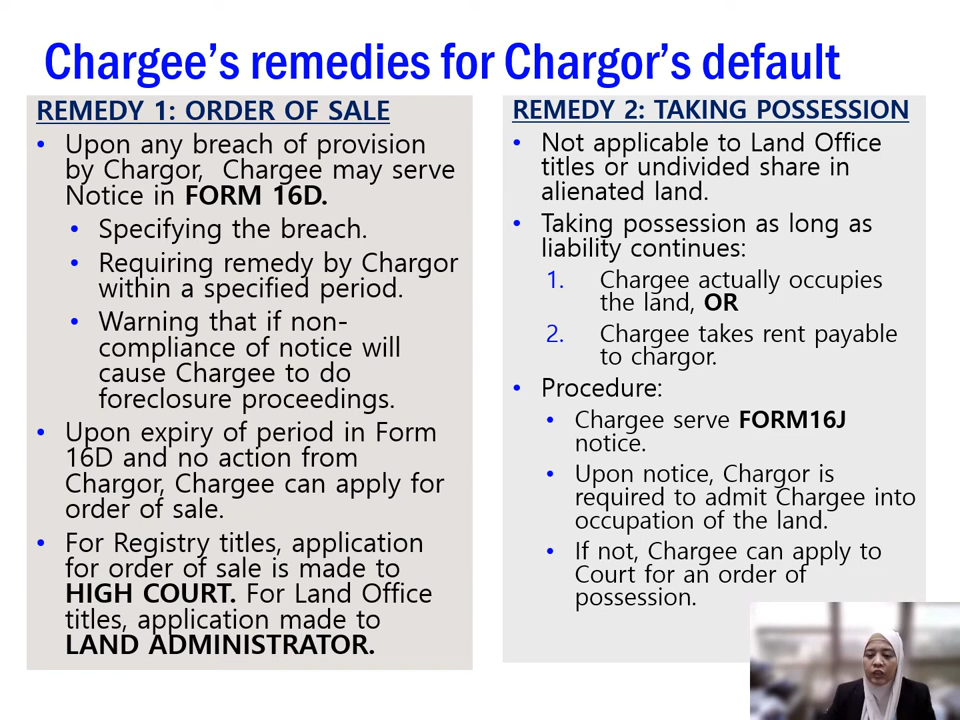 Chargee's remedies for Chargor's default
REMEDY 1: ORDER OF SALE
• Upon any breach of provision
by Chargor, Chargee may serve
Notice in FORM 16D.
• Specifying the breach.
• Requiring remedy by Chargor
within a specified period.
• Warning that if non-
compliance of notice will
cause Chargee to do
foreclosure proceedings.
• Upon expiry of period in Form
16D and no action from
Chargor, Chargee can apply for
order of sale.
• For Registry titles, application
for order of sale is made to
HIGH COURT. For Land Office
titles, application made to
LAND ADMINISTRATOR.
REMEDY 2: TAKING POSSESSION
• Not applicable to Land Office
titles or undivided share in
alienated land.
• Taking possession as long as
liability continues:
1. Chargee actually occupies
the land, OR
2. Chargee takes rent payable
to chargor.
• Procedure:
• Chargee serve FORM16J
notice.
• Upon notice, Chargor is
required to admit Chargee into
occupation of the land.
• If not, Chargee can apply to
Court for an order of
possession.